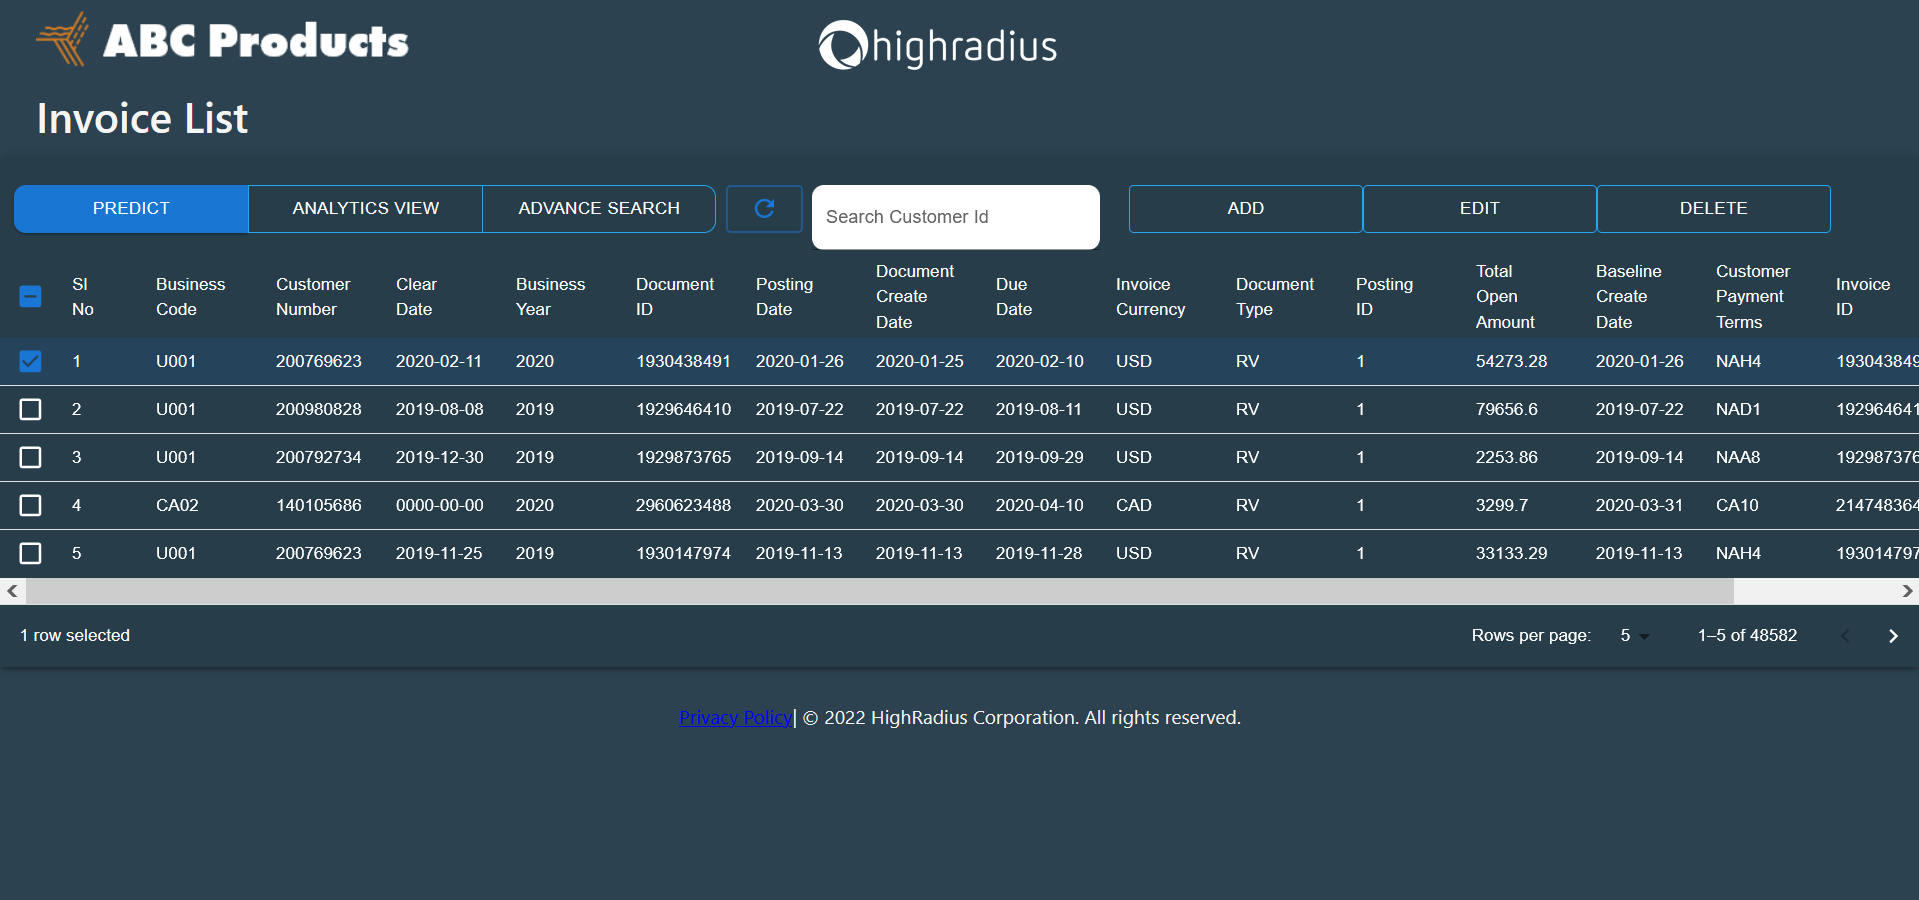 ABC Products
highradius
Invoice List
PREDICT ANALYTICS VIEW ADVANCE SEARCH Search Customer Id ADD EDIT DELETE
Sl No Business Code Customer Number Clear Date Business Year Document ID Posting Date Document Create Date Due Date Invoice Currency Document Type Posting ID Total Open Amount Baseline Create Date Customer Payment Terms Invoice ID
1 U001 200769623 2020-02-11 2020 1930438491 2020-01-26 2020-01-25 2020-02-10 USD RV 1 54273.28 2020-01-26 NAH4 193043849
2 U001 200980828 2019-08-08 2019 1929646410 2019-07-22 2019-07-22 2019-08-11 USD RV 1 79656.6 2019-07-22 NAD1 192964641
3 U001 200792734 2019-12-30 2019 1929873765 2019-09-14 2019-09-14 2019-09-29 USD RV 1 2253.86 2019-09-14 NAA8 192987376
4 CA02 140105686 0000-00-00 2020 2960623488 2020-03-30 2020-03-30 2020-04-10 CAD RV 1 3299.7 2020-03-31 CA10 214748364
5 U001 200769623 2019-11-25 2019 1930147974 2019-11-13 2019-11-13 2019-11-28 USD RV 1 33133.29 2019-11-13 NAH4 193014797
1 row selected Rows per page: 5 1–5 of 48582
Privacy Policy| © 2022 HighRadius Corporation. All rights reserved.